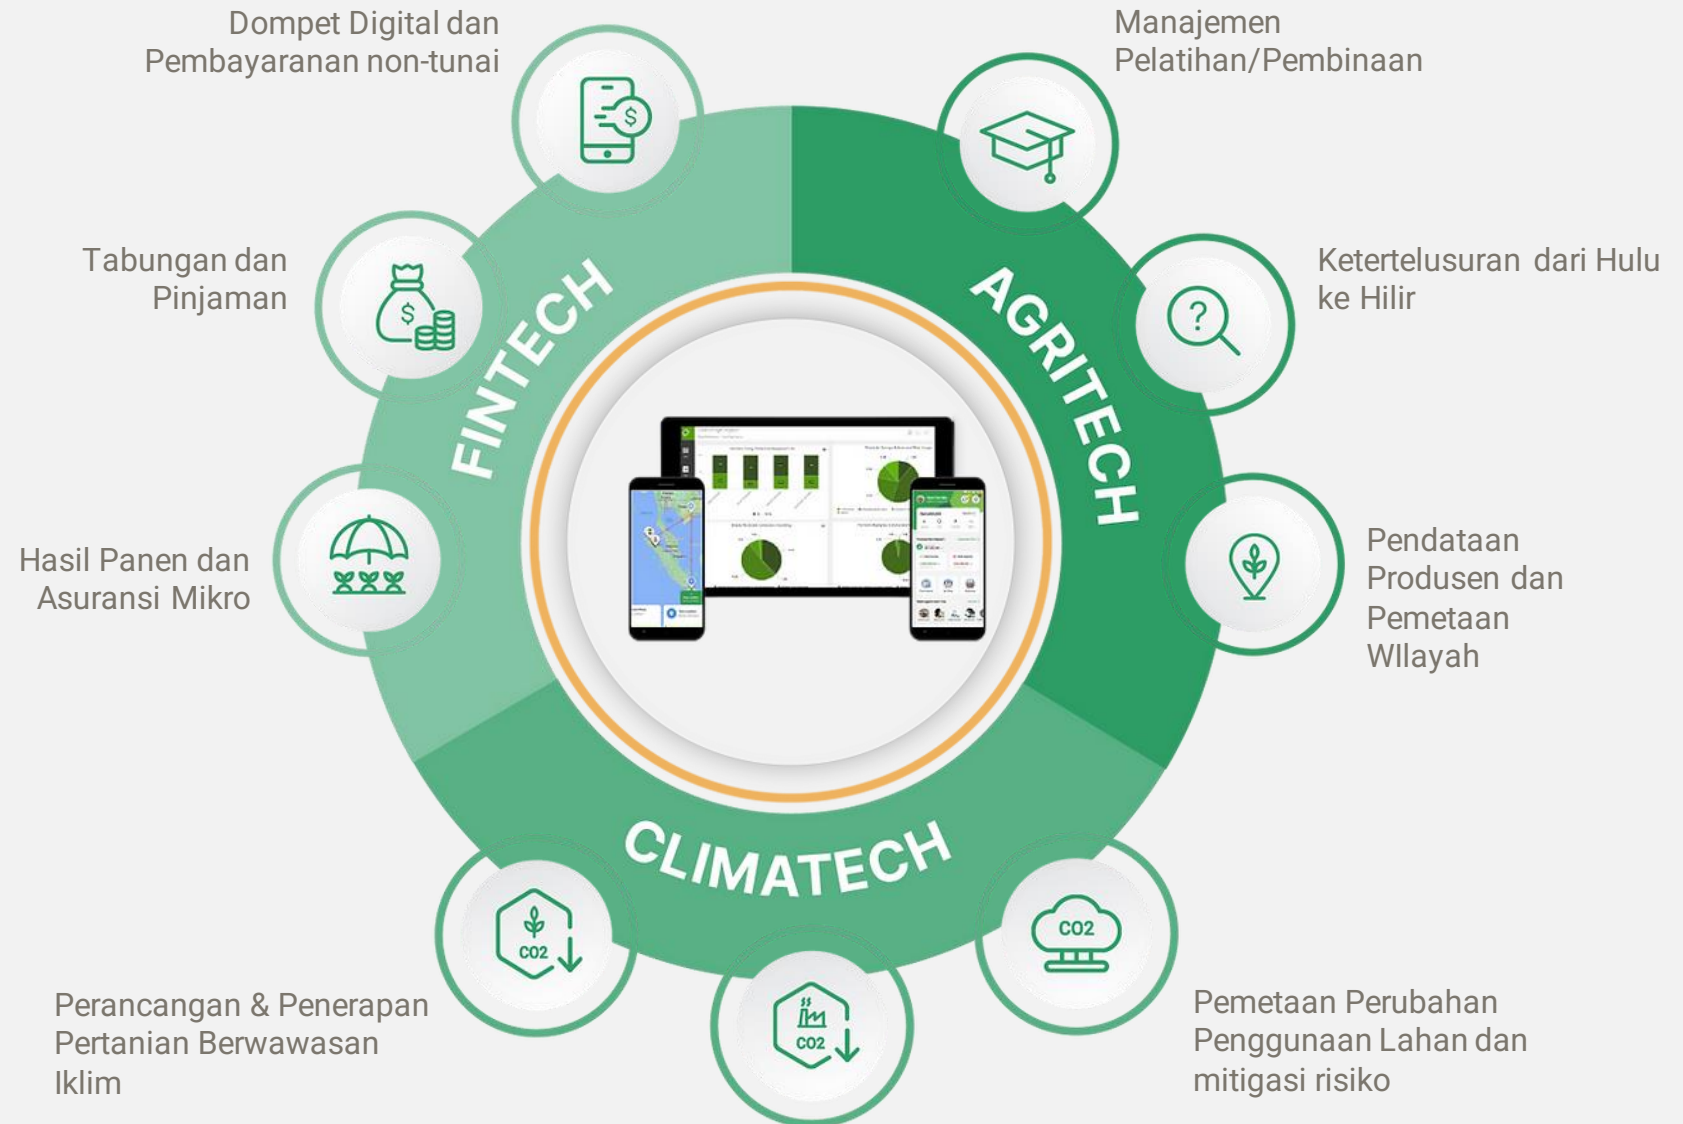 Dompet Digital dan
Pembayaranan non-tunai
Manajemen
Pelatihan/Pembinaan
Tabungan dan
Pinjaman
Ketertelusuran dari Hulu
ke Hilir
FINTECH
AGRITECH
Hasil Panen dan
Asuransi Mikro
Pendataan
Produsen dan
Pemetaan
WIlayah
CLIMATECH
CO2
CO2
CO2
Perancangan & Penerapan
Pertanian Berwawasan
Iklim
Pemetaan Perubahan
Penggunaan Lahan dan
mitigasi risiko